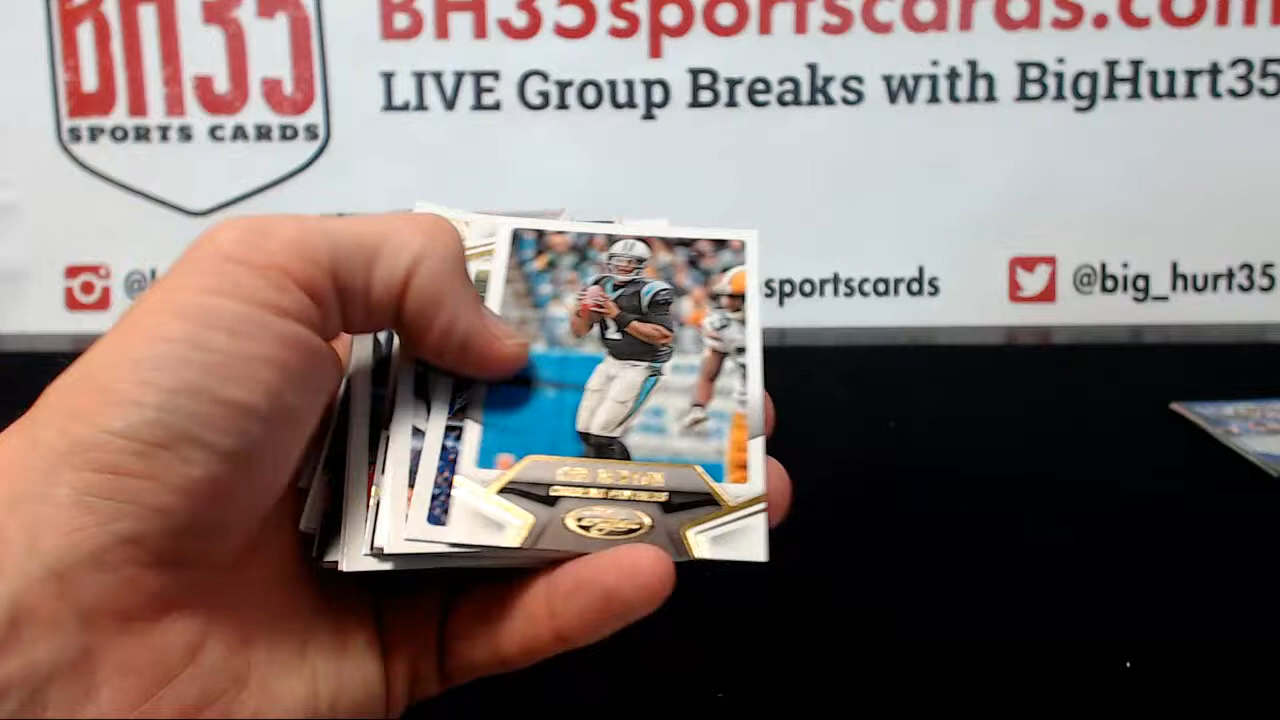 BH35
SPORTS CARDS
BH35sportscards.com
LIVE Group Breaks with BigHurt35
sportscards
@big_hurt35